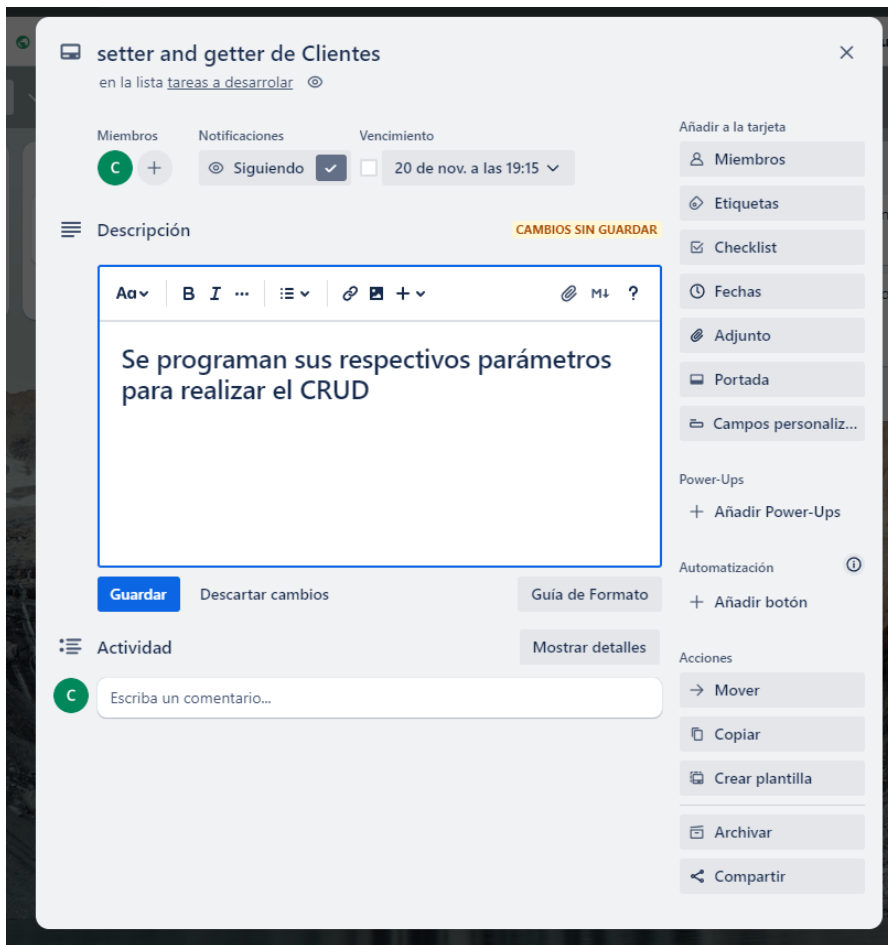 setter and getter de Clientes
en la lista tareas a desarrolar
Miembros Notificaciones Vencimiento
C Siguiendo 20 de nov. a las 19:15
Descripción CAMBIOS SIN GUARDAR
Aa B I ... M↓ ?
Se programan sus respectivos parámetros
para realizar el CRUD
Guardar Descartar cambios Guía de Formato
Actividad Mostrar detalles
C Escriba un comentario...
Añadir a la tarjeta
Miembros
Etiquetas
Checklist
Fechas
Adjunto
Portada
Campos personaliz...
Power-Ups
+ Añadir Power-Ups
Automatización
+ Añadir botón
Acciones
Mover
Copiar
Crear plantilla
Archivar
Compartir